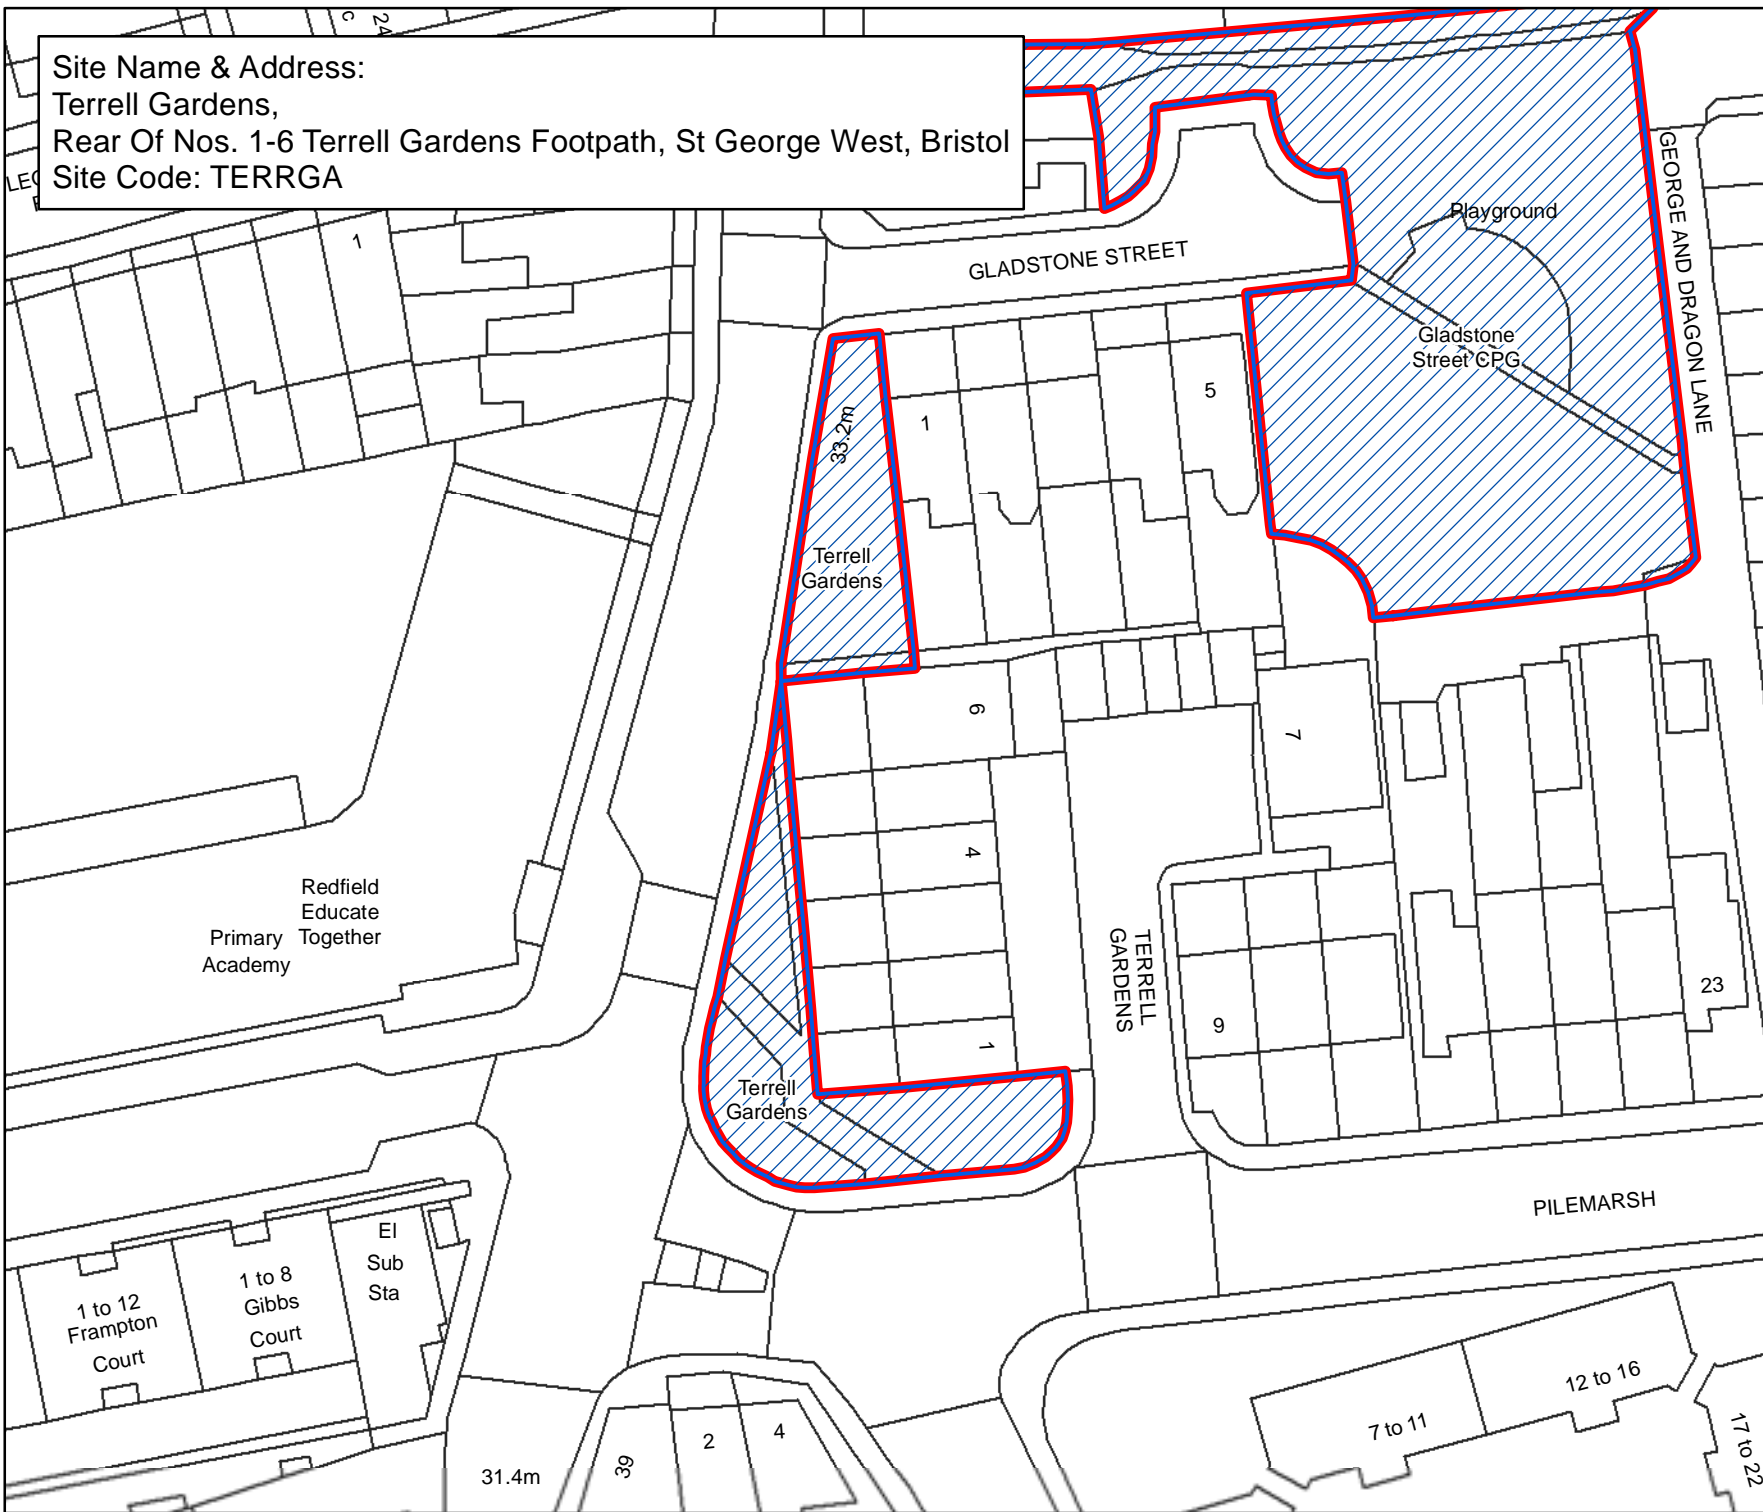 c
24
Site Name & Address:
Terrell Gardens,
Rear Of Nos. 1-6 Terrell Gardens Footpath, St George West, Bristol
Site Code: TERRGA
1
GLADSTONE STREET
Playground
GEORGE AND DRAGON LANE
Gladstone
Street CPG
33.2m
1
5
Terrell
Gardens
6
7
4
Redfield
Educate
Together
Primary
Academy
TERRELL
GARDENS
23
9
1
Terrell
Gardens
PILEMARSH
El
Sub
Sta
1 to 8
Gibbs
Court
1 to 12
Frampton
Court
12 to 16
7 to 11
17 to 22
2
4
39
31.4m